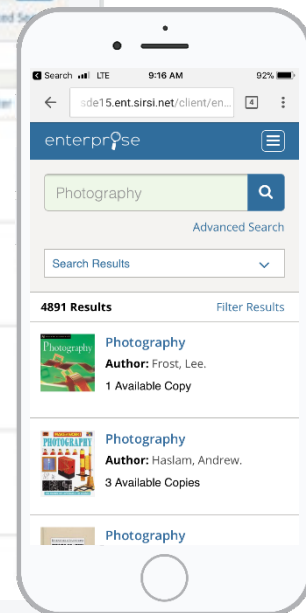 Search LTE 9:16 AM 92%
sde15.ent.sirsi.net/client/en... 4
enterprise
Photography
Advanced Search
Search Results
4891 Results Filter Results
Photography
Photography
Author: Frost, Lee.
1 Available Copy
PHOTOGRAPHY
Photography
Author: Haslam, Andrew.
3 Available Copies
Photography